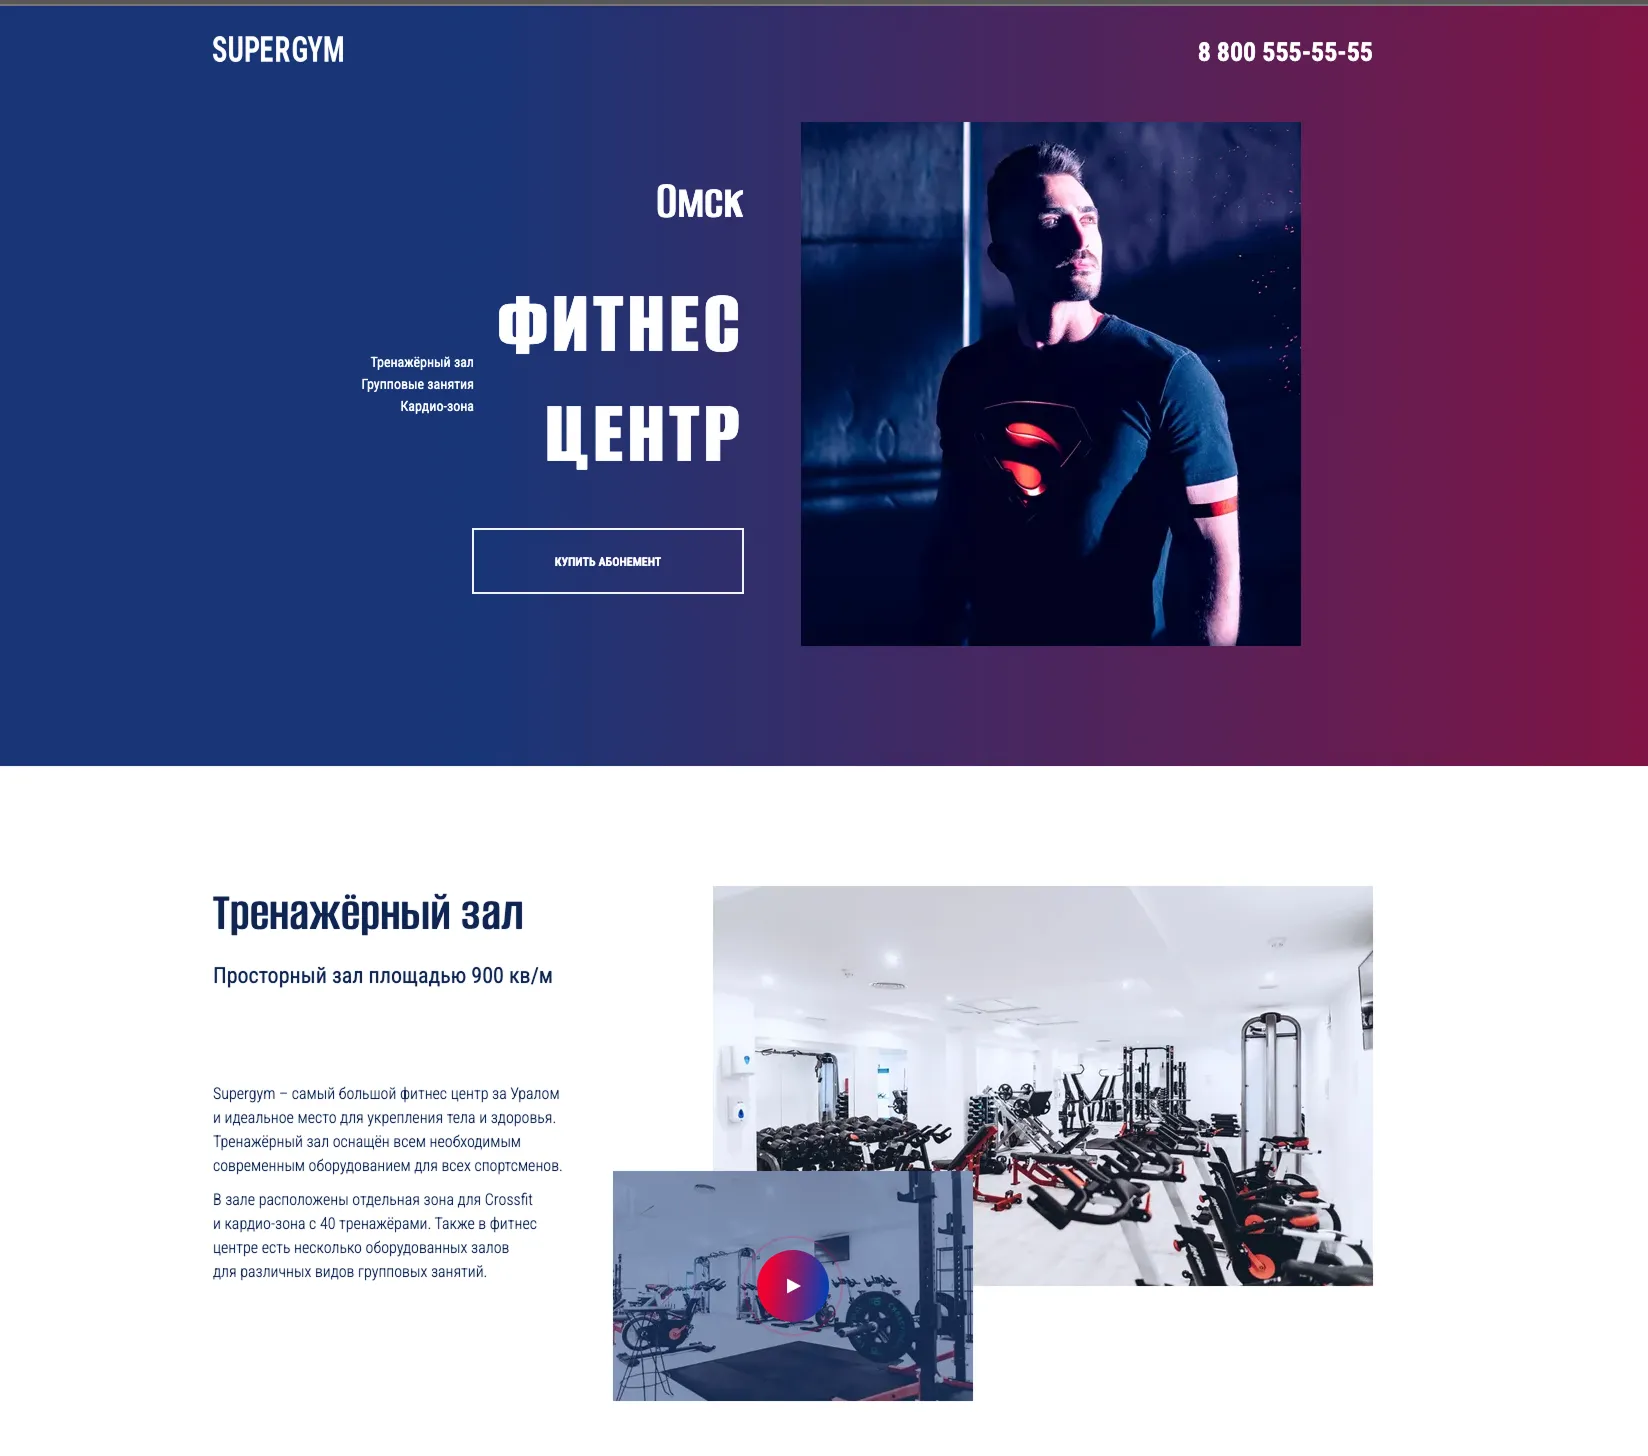 SUPERGYM
8 800 555-55-55
Омск
ФИТНЕС
ЦЕНТР
Тренажёрный зал
Групповые занятия
Кардио-зона
КУПИТЬ АБОНЕМЕНТ
Тренажёрный зал
Просторный зал площадью 900 кв/м
Supergym – самый большой фитнес центр за Уралом
и идеальное место для укрепления тела и здоровья.
Тренажёрный зал оснащён всем необходимым
современным оборудованием для всех спортсменов.
В зале расположены отдельная зона для Crossfit
и кардио-зона с 40 тренажёрами. Также в фитнес
центре есть несколько оборудованных залов
для различных видов групповых занятий.